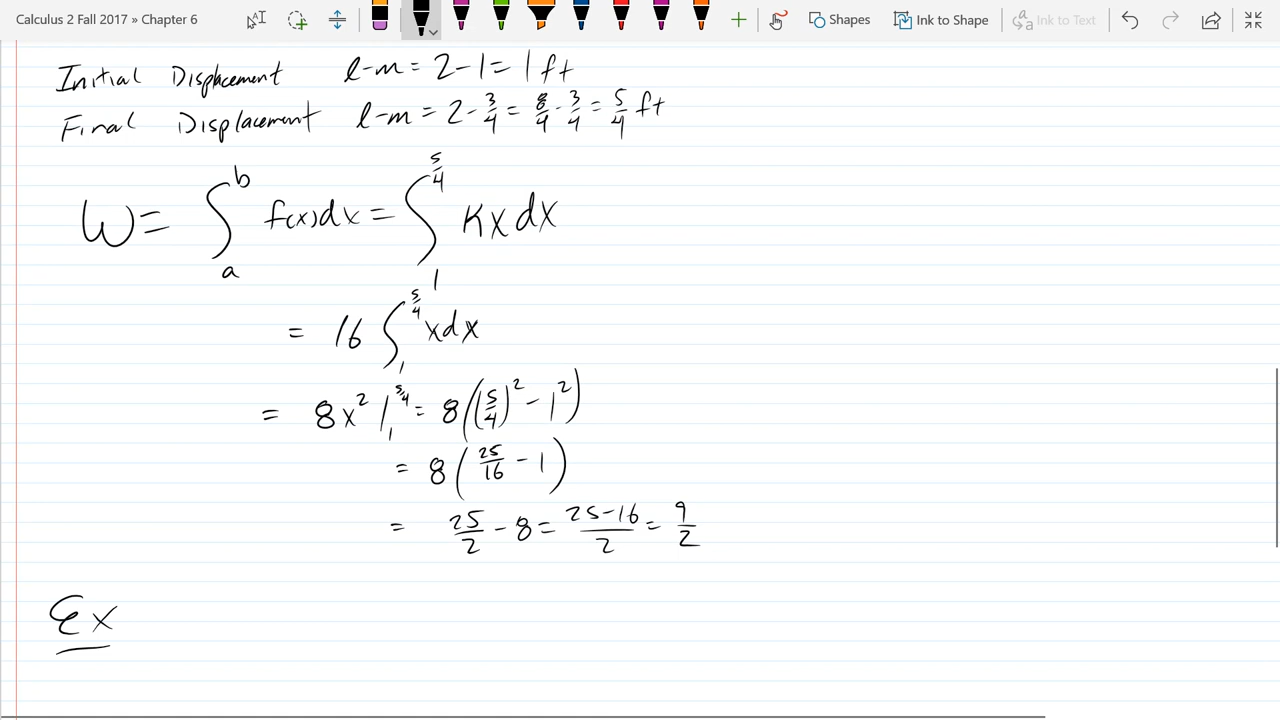 Calculus 2 Fall 2017 » Chapter 6 Shapes Ink to Shape Ink to Text
Initial Displacement l-m = 2-1 = 1 ft
Final Displacement l-m = 2 - 3/4 = 8/4 - 3/4 = 5/4 ft
W = ∫_a^b f(x)dx = ∫_1^{5/4} Kx dx
= 16 ∫_1^{5/4} x dx
= 8x² |_1^{5/4} = 8((5/4)² - 1²)
= 8(25/16 - 1)
= 25/2 - 8 = (25-16)/2 = 9/2
Ex